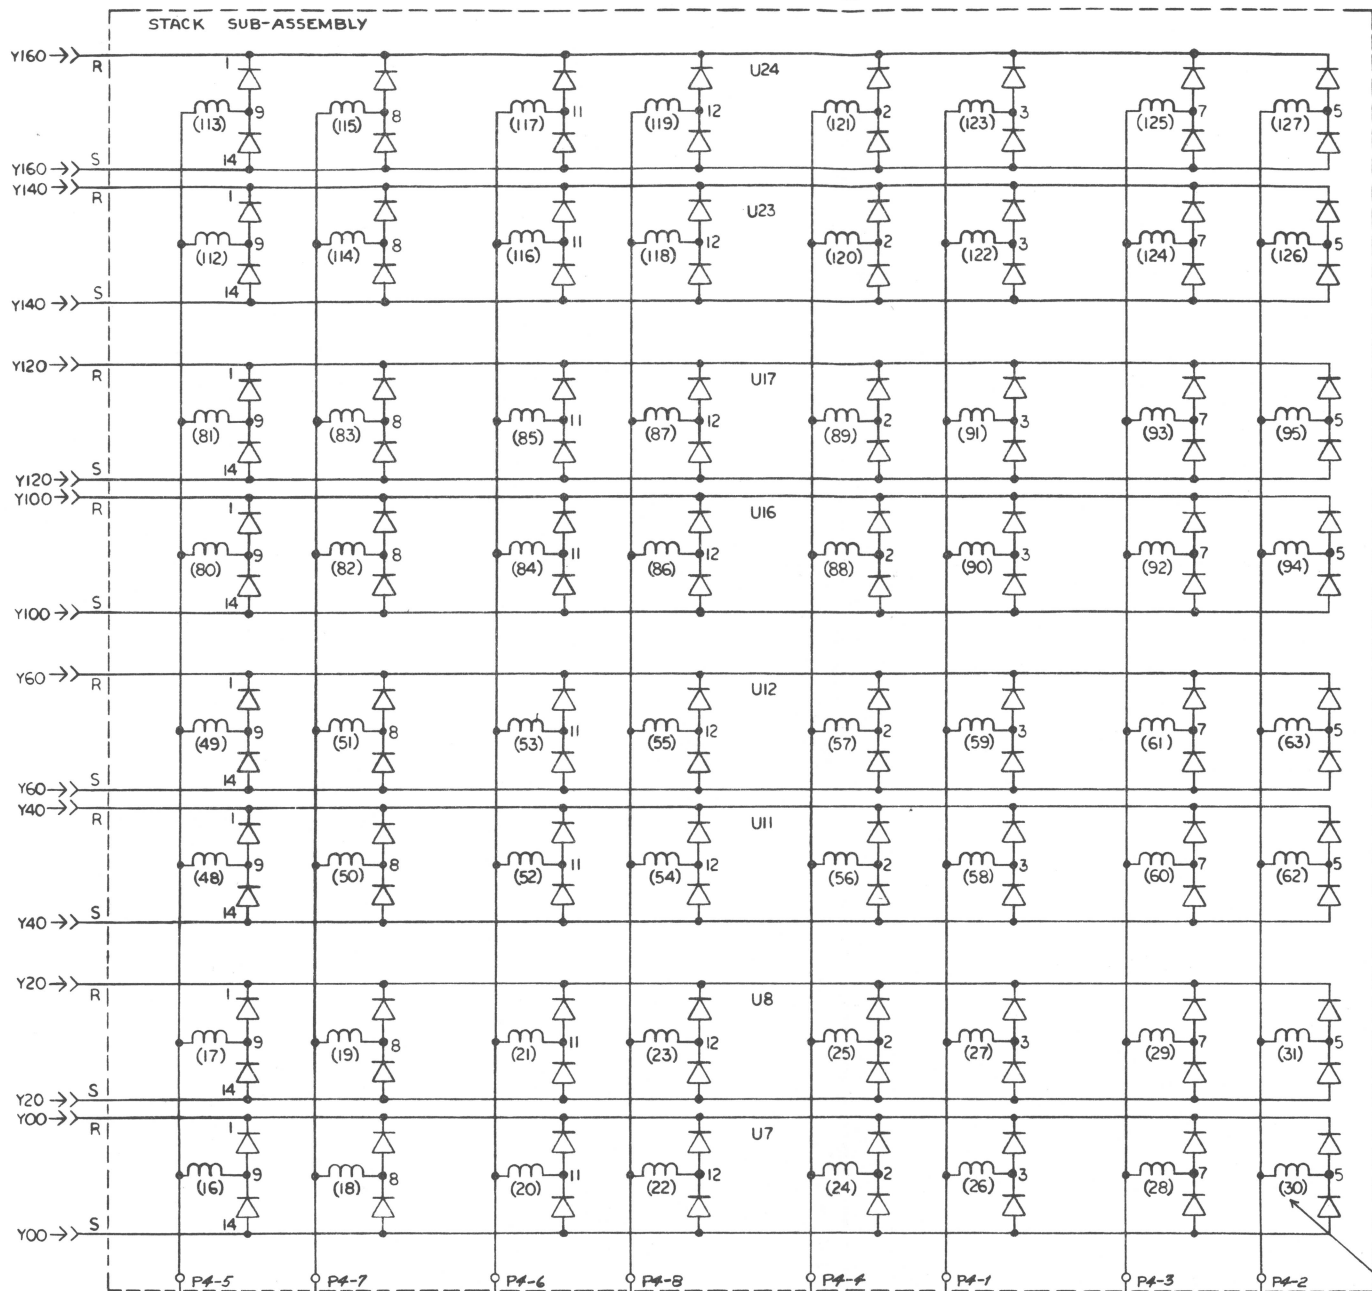 STACK SUB-ASSEMBLY
Y160
R 1 U24
9 8 11 12 2 3 7 5
(113) (115) (117) (119) (121) (123) (125) (127)
S 14
Y160
Y140
R 1 U23
9 8 11 12 2 3 7 5
(112) (114) (116) (118) (120) (122) (124) (126)
S 14
Y140
Y120
R 1 U17
9 8 11 12 2 3 7 5
(81) (83) (85) (87) (89) (91) (93) (95)
S 14
Y120
Y100
R 1 U16
9 8 11 12 2 3 7 5
(80) (82) (84) (86) (88) (90) (92) (94)
S 14
Y100
Y60
R 1 U12
9 8 11 12 2 3 7 5
(49) (51) (53) (55) (57) (59) (61) (63)
S 14
Y60
Y40
R 1 U11
9 8 11 12 2 3 7 5
(48) (50) (52) (54) (56) (58) (60) (62)
S 14
Y40
Y20
R 1 U8
9 8 11 12 2 3 7 5
(17) (19) (21) (23) (25) (27) (29) (31)
S 14
Y20
Y00
R 1 U7
9 8 11 12 2 3 7 5
(16) (18) (20) (22) (24) (26) (28) (30)
S 14
Y00
P4-5 P4-7 P4-6 P4-8 P4-4 P4-1 P4-3 P4-2